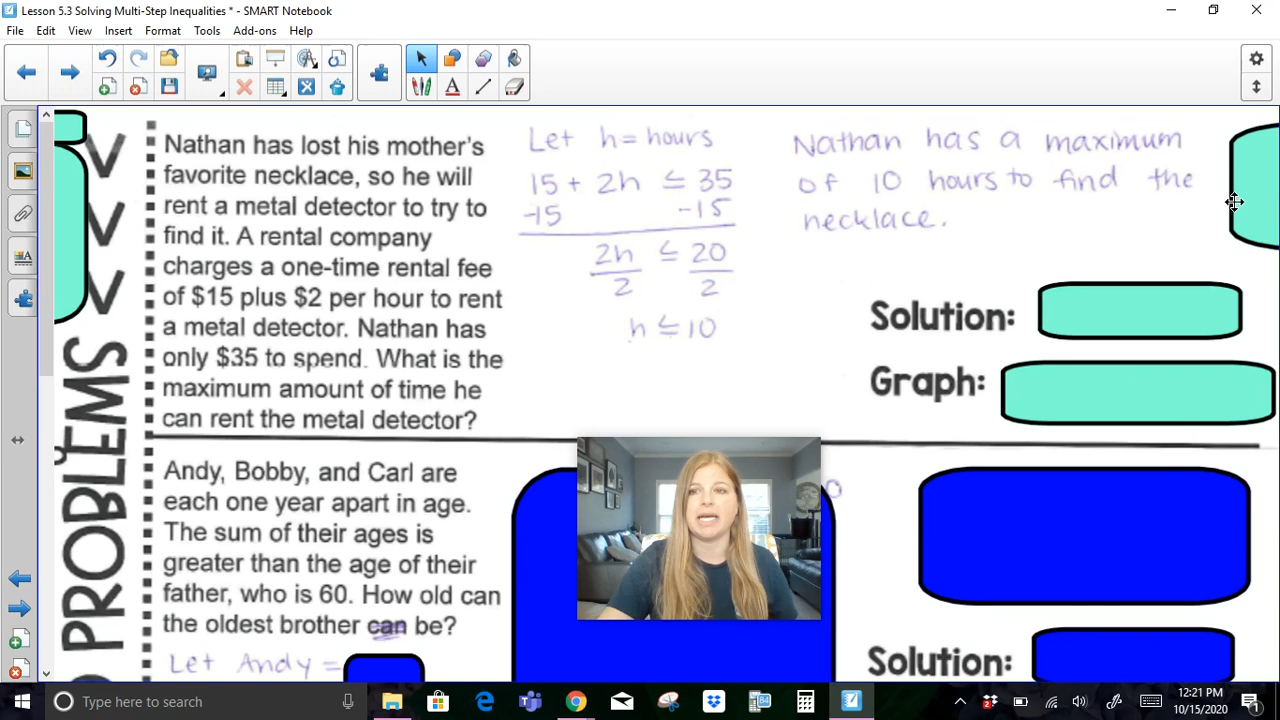 Lesson 5.3 Solving Multi-Step Inequalities * - SMART Notebook
File Edit View Insert Format Tools Add-ons Help
PROBLEMS < < <
Nathan has lost his mother's
favorite necklace, so he will
rent a metal detector to try to
find it. A rental company
charges a one-time rental fee
of $15 plus $2 per hour to rent
a metal detector. Nathan has
only $35 to spend. What is the
maximum amount of time he
can rent the metal detector?
Let h = hours
15 + 2h ≤ 35
-15 -15
2h ≤ 20
2 2
h ≤ 10
Nathan has a maximum
of 10 hours to find the
necklace.
Solution:
Graph:
Andy, Bobby, and Carl are
each one year apart in age.
The sum of their ages is
greater than the age of their
father, who is 60. How old can
the oldest brother can be?
Let Andy =
Solution:
Type here to search
12:21 PM
10/15/2020